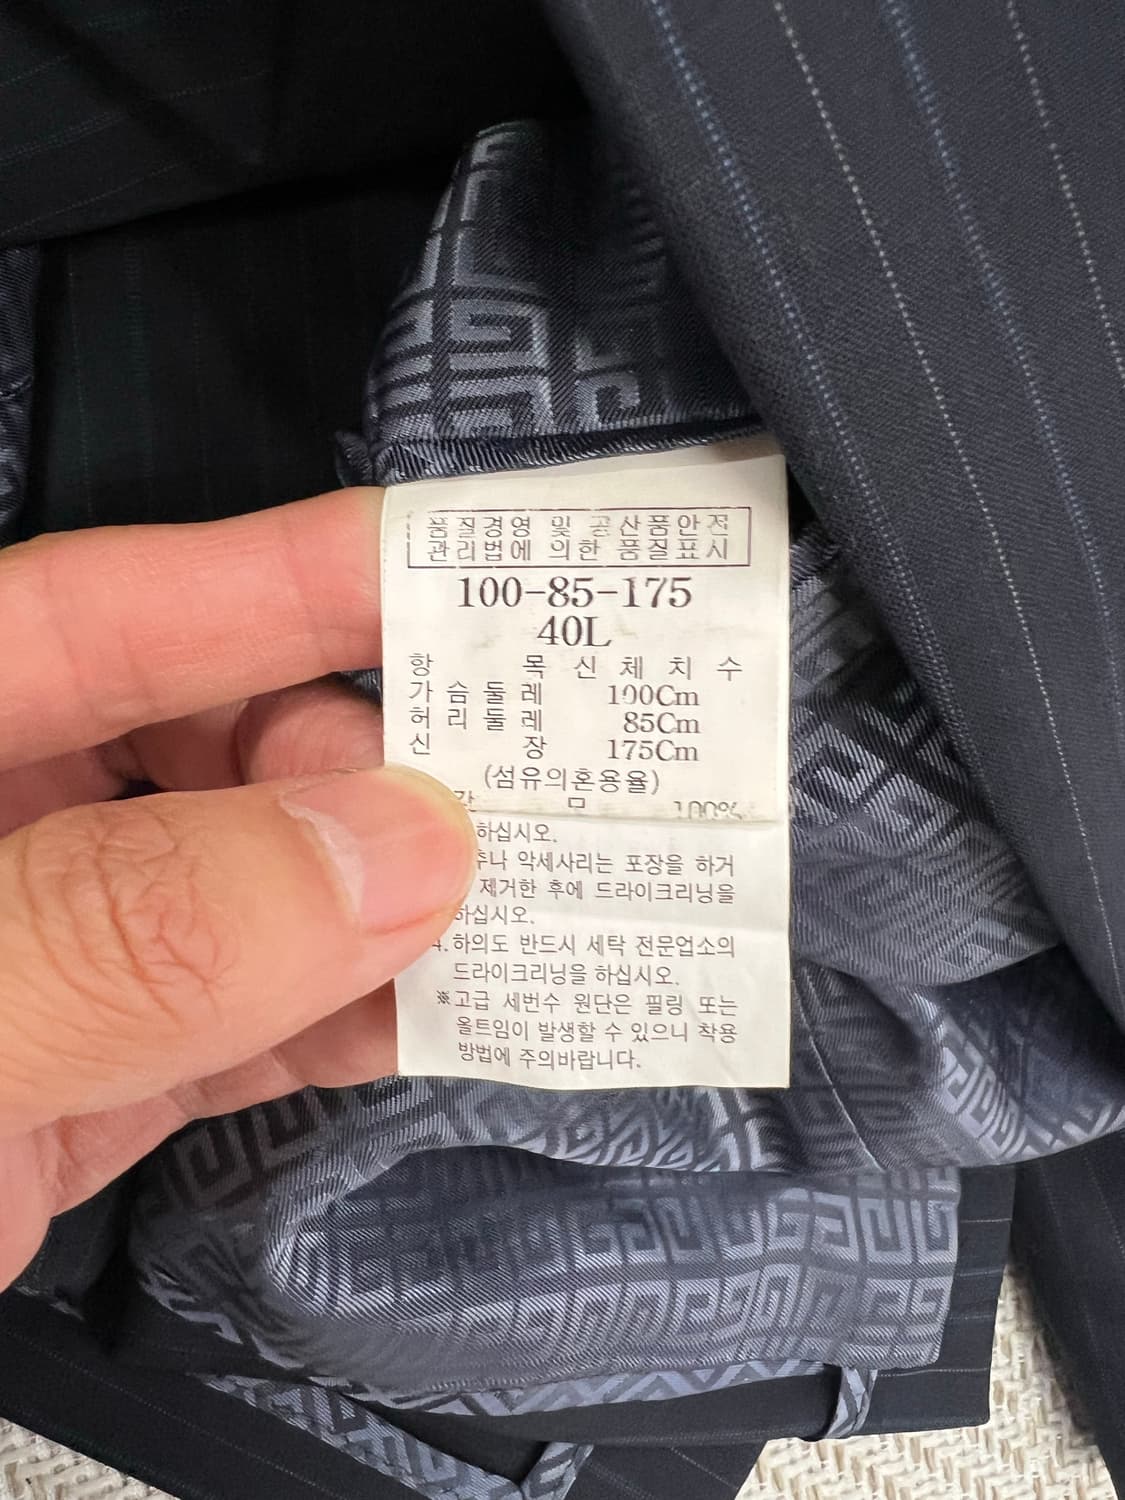 품질경영 및 공산품안전
관리법에 의한 품질표시
100-85-175
40L
항 목 신 체 치 수
가 슴 둘 레 100Cm
허 리 둘 레 85Cm
신 장 175Cm
(섬유의혼용율)
모 100%
하십시오.
악세사리는 포장을 하거
제거한 후에 드라이크리닝을
하십시오.
4. 하의도 반드시 세탁 전문업소의
드라이크리닝을 하십시오.
※고급 세번수 원단은 필링 또는
올트임이 발생할 수 있으니 착용
방법에 주의바랍니다.